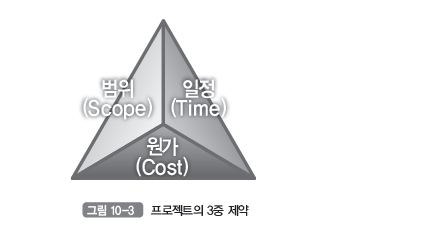 범위 일정
(Scope) (Time)
원가
(Cost)
그림 10-3 프로젝트의 3중 제약